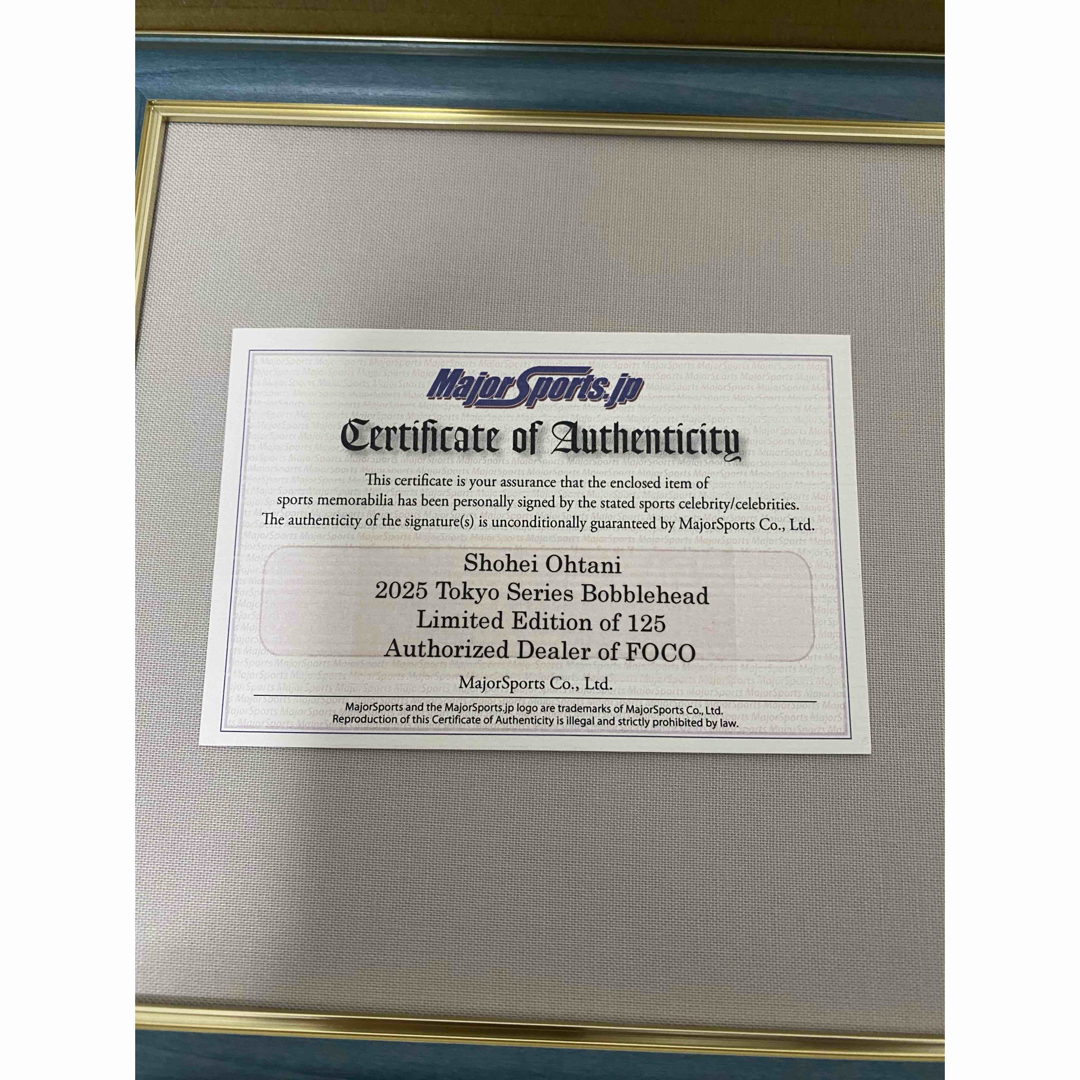 MajorSports.jp
Certificate of Authenticity
This certificate is your assurance that the enclosed item of
sports memorabilia has been personally signed by the stated sports celebrity/celebrities.
The authenticity of the signature(s) is unconditionally guaranteed by MajorSports Co., Ltd.
Shohei Ohtani
2025 Tokyo Series Bobblehead
Limited Edition of 125
Authorized Dealer of FOCO
MajorSports Co., Ltd.
MajorSports and the MajorSports.jp logo are trademarks of MajorSports Co., Ltd.
Reproduction of this Certificate of Authenticity is illegal and strictly prohibited by law.